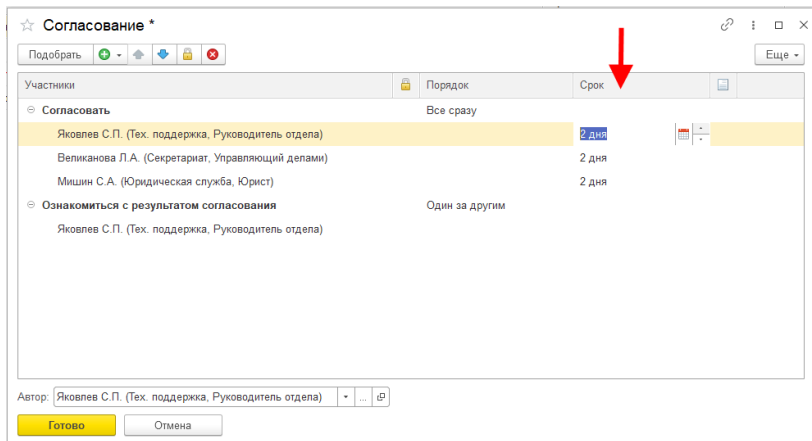 Согласование *
Подобрать Еще
Участники Порядок Срок
Согласовать Все сразу
Яковлев С.П. (Тех. поддержка, Руководитель отдела) 2 дня
Великанова Л.А. (Секретариат, Управляющий делами) 2 дня
Мишин С.А. (Юридическая служба, Юрист) 2 дня
Ознакомиться с результатом согласования Один за другим
Яковлев С.П. (Тех. поддержка, Руководитель отдела)
Автор: Яковлев С.П. (Тех. поддержка, Руководитель отдела) ...
Готово Отмена